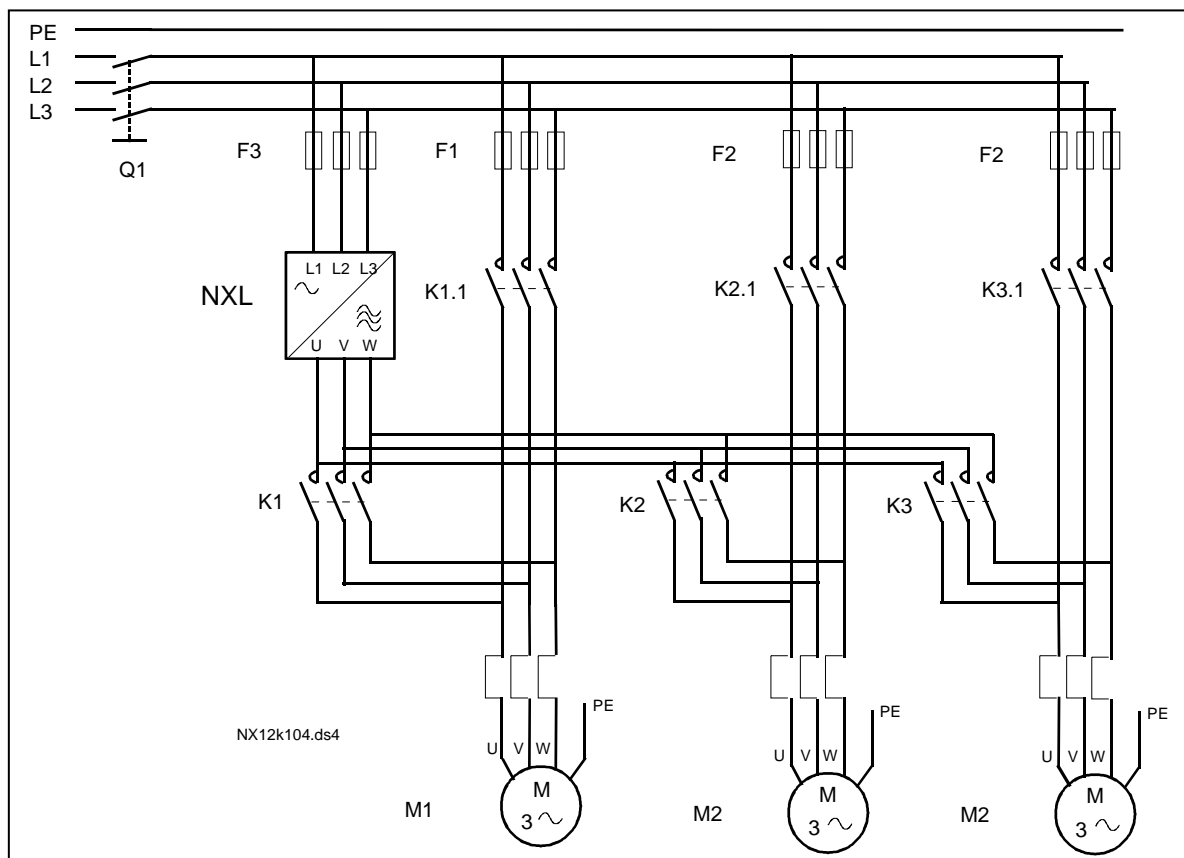 PE
L1
L2
L3
Q1
F3
F1
F2
F2
L1 L2 L3
NXL
U V W
K1.1
K2.1
K3.1
K1
K2
K3
NX12k104.ds4
PE
PE
PE
U V W
U V W
U V W
M1
M
3
M2
M
3
M2
M
3